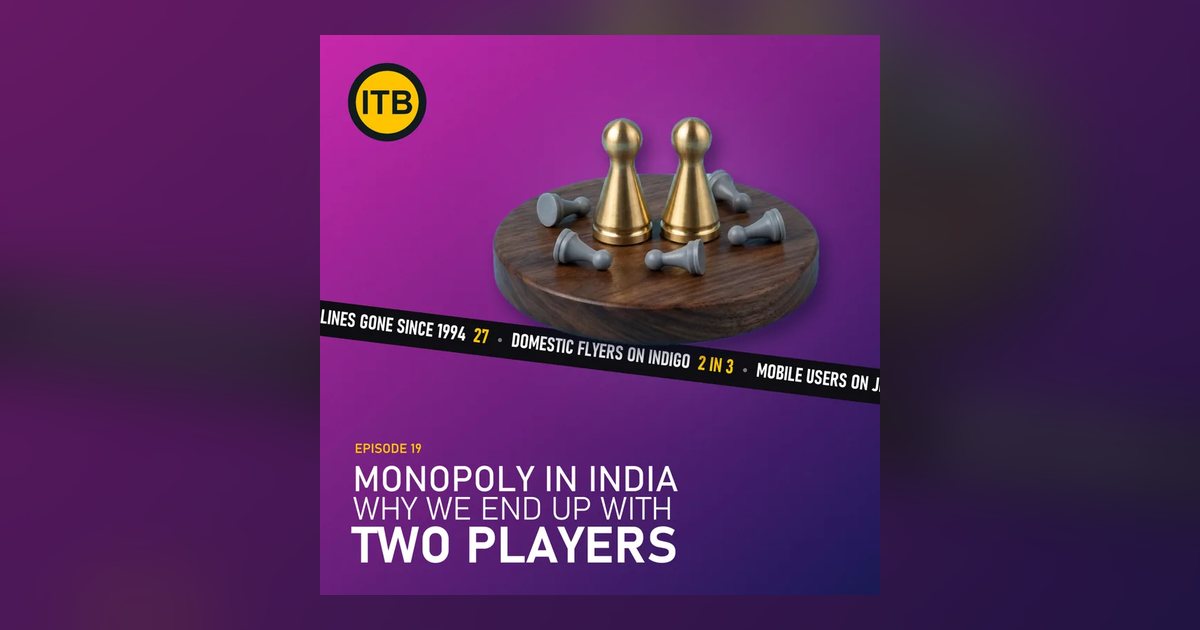 ITB
LINES GONE SINCE 1994 27 • DOMESTIC FLYERS ON INDIGO 2 IN 3 • MOBILE USERS ON
EPISODE 19
MONOPOLY IN INDIA
WHY WE END UP WITH
TWO PLAYERS